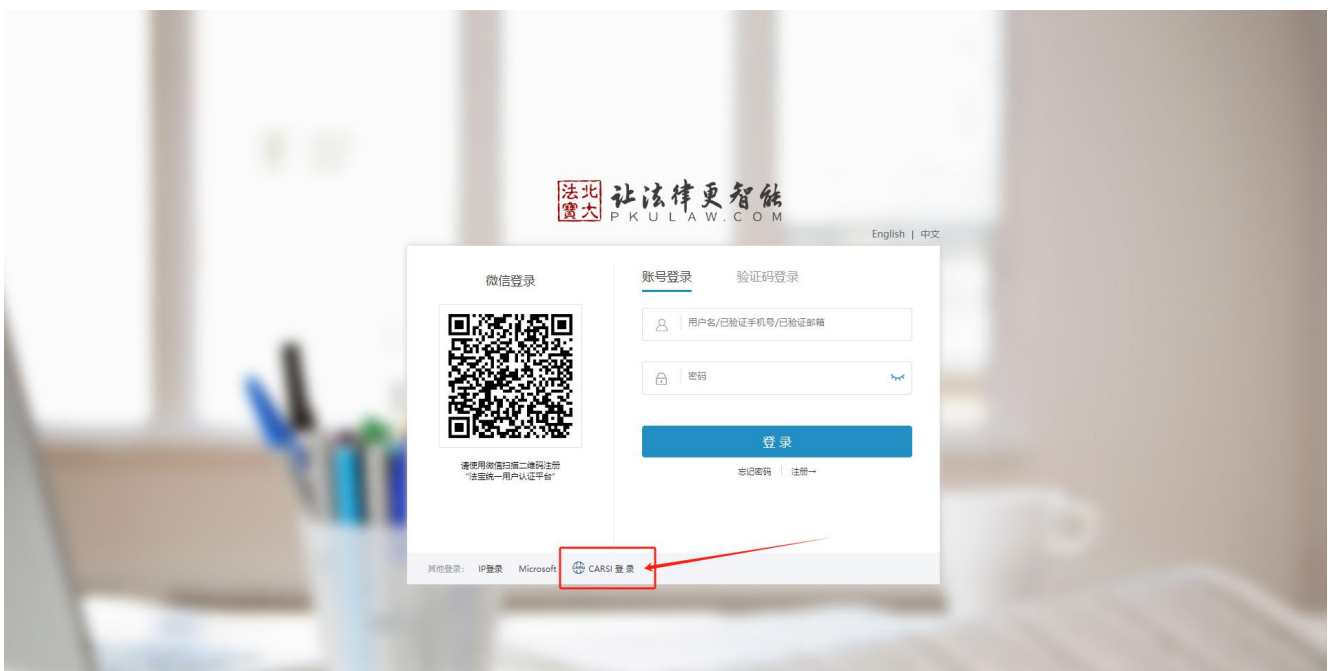 法北 让法律更智能
寶大 PKULAW.COM
English | 中文
微信登录
账号登录 验证码登录
用户名/已验证手机号/已验证邮箱
密码
登 录
忘记密码 | 注册→
请使用微信扫描二维码注册
“法宝统一用户认证平台”
其他登录: IP登录 Microsoft CARSI 登 录